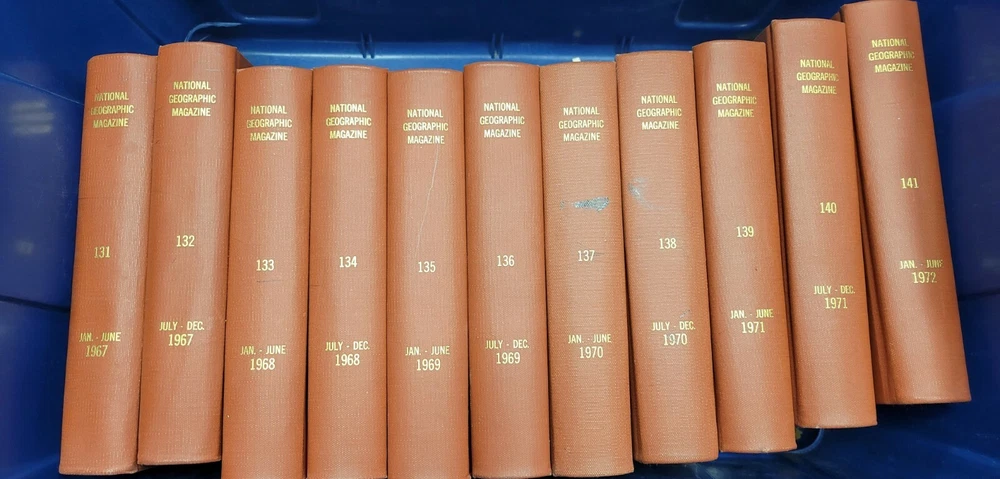 NATIONAL
GEOGRAPHIC
MAGAZINE
131
JAN. - JUNE
1967
NATIONAL
GEOGRAPHIC
MAGAZINE
132
JULY - DEC.
1967
NATIONAL
GEOGRAPHIC
MAGAZINE
133
JAN. - JUNE
1968
NATIONAL
GEOGRAPHIC
MAGAZINE
134
JULY - DEC.
1968
NATIONAL
GEOGRAPHIC
MAGAZINE
135
JAN. - JUNE
1969
NATIONAL
GEOGRAPHIC
MAGAZINE
136
JULY - DEC.
1969
NATIONAL
GEOGRAPHIC
MAGAZINE
137
JAN. - JUNE
1970
NATIONAL
GEOGRAPHIC
MAGAZINE
138
JULY - DEC.
1970
NATIONAL
GEOGRAPHIC
MAGAZINE
139
JAN. - JUNE
1971
NATIONAL
GEOGRAPHIC
MAGAZINE
140
JULY - DEC.
1971
NATIONAL
GEOGRAPHIC
MAGAZINE
141
JAN. - JUNE
1972